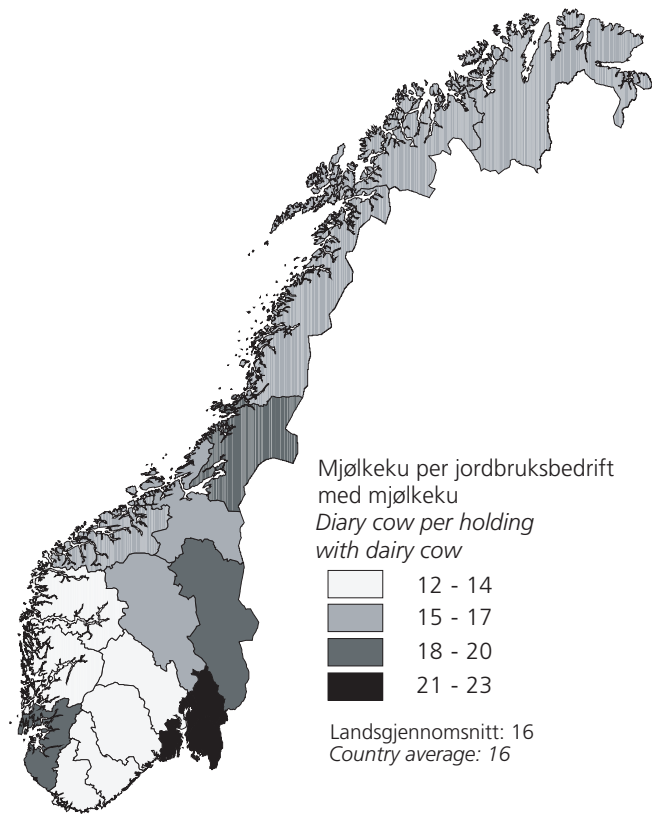 Mjølkeku per jordbruksbedrift
med mjølkeku
Diary cow per holding
with dairy cow
12 - 14
15 - 17
18 - 20
21 - 23
Landsgjennomsnitt: 16
Country average: 16